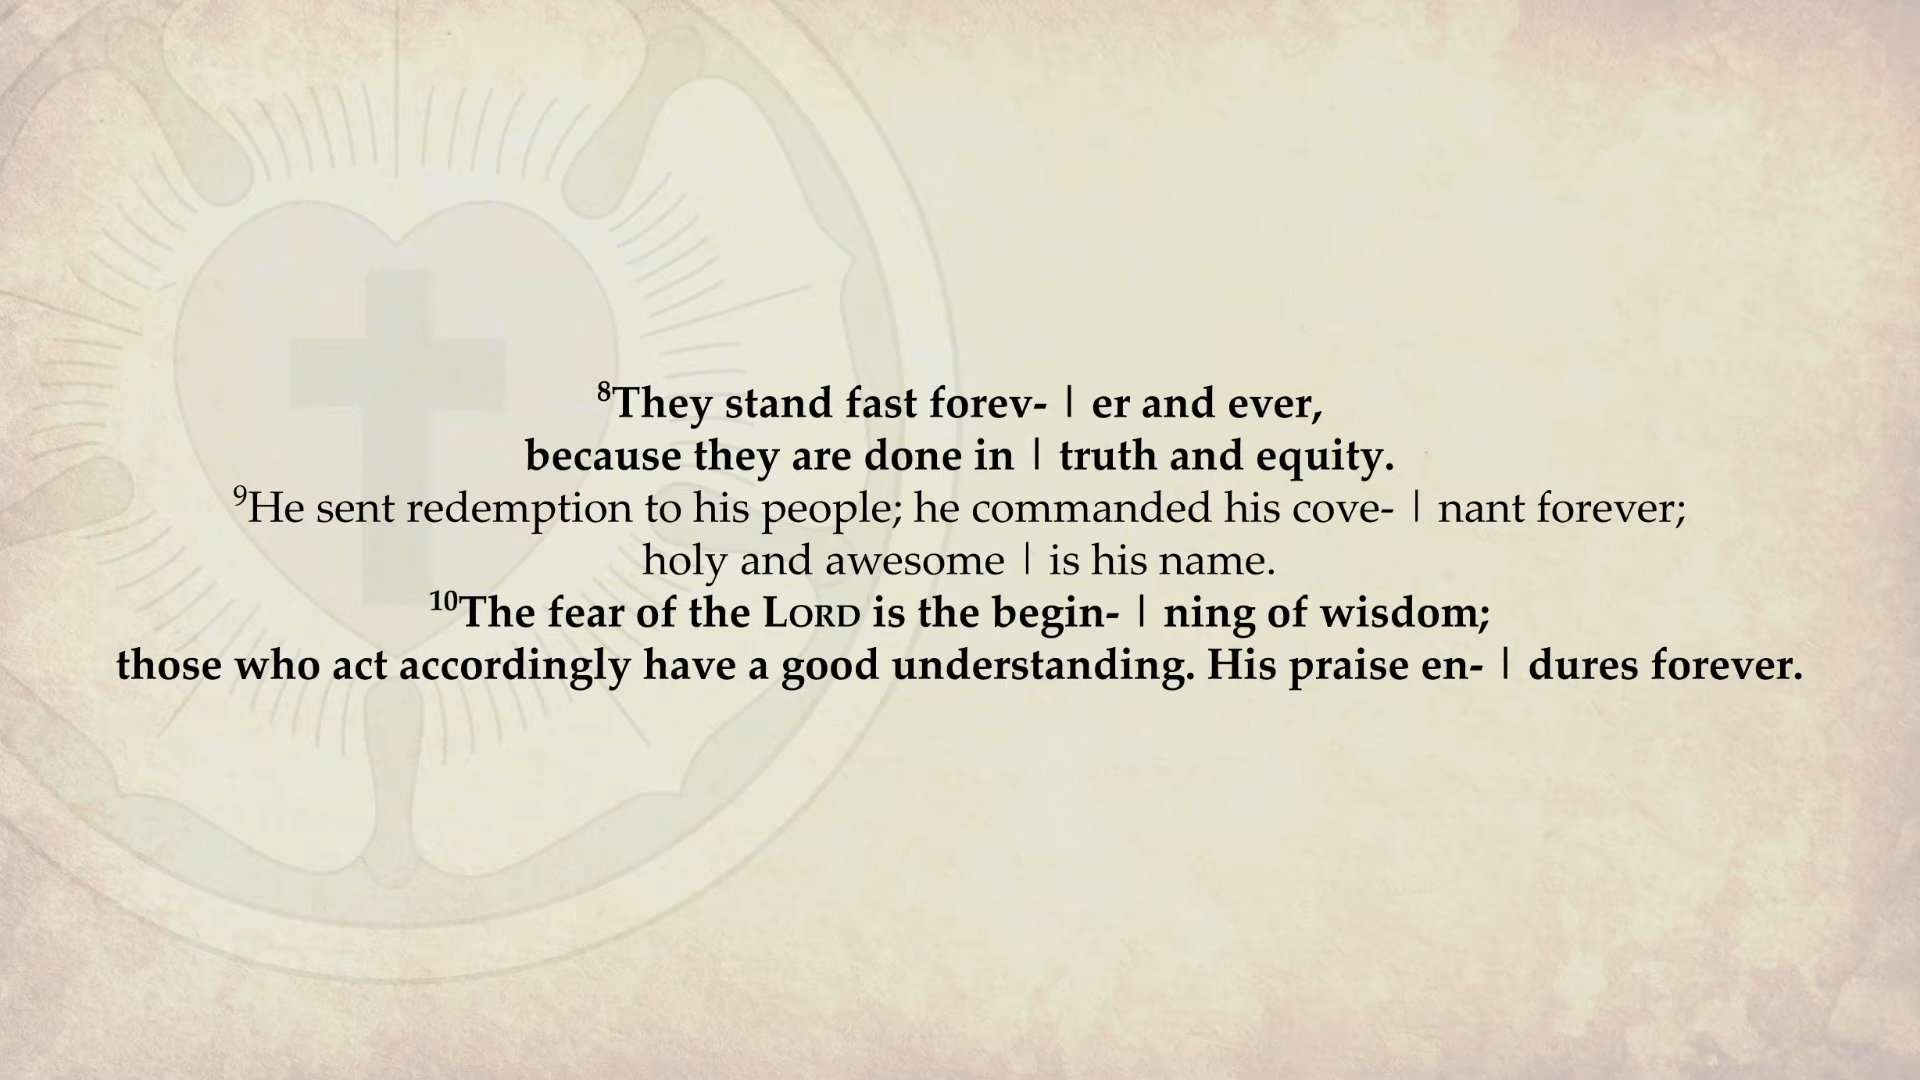 ⁸They stand fast forev- | er and ever,
because they are done in | truth and equity.
⁹He sent redemption to his people; he commanded his cove- | nant forever;
holy and awesome | is his name.
¹⁰The fear of the LORD is the begin- | ning of wisdom;
those who act accordingly have a good understanding. His praise en- | dures forever.